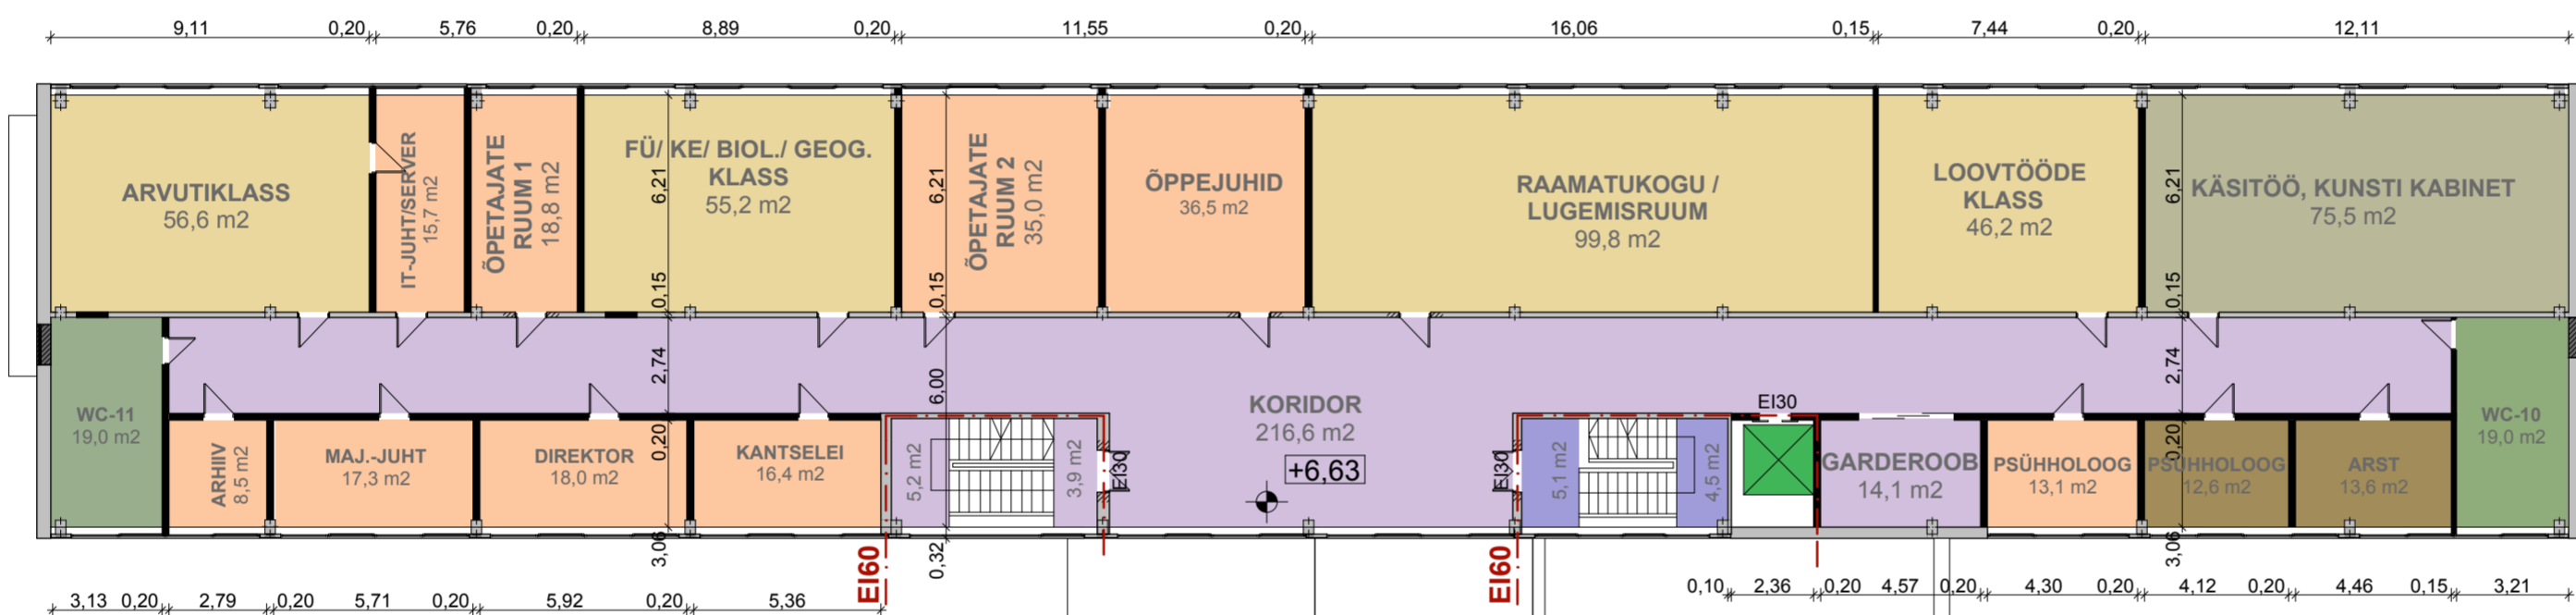 9,11 0,20 5,76 0,20 8,89 0,20 11,55 0,20 16,06 0,15 7,44 0,20 12,11
ARVUTIKLASS
56,6 m2
IT-JUHT/SERVER
15,7 m2
ÕPETAJATE
RUUM 1
18,8 m2
FÜ/ KE/ BIOL./ GEOG.
KLASS
55,2 m2
6,21
0,15
ÕPETAJATE
RUUM 2
35,0 m2
6,21
0,15
ÕPPEJUHID
36,5 m2
RAAMATUKOGU /
LUGEMISRUUM
99,8 m2
LOOVTÖÖDE
KLASS
46,2 m2
KÄSITÖÖ, KUNSTI KABINET
75,5 m2
6,21
0,15
2,74
6,00
2,74
KORIDOR
216,6 m2
+6,63
WC-11
19,0 m2
ARHIIV
8,5 m2
MAJ.-JUHT
17,3 m2
DIREKTOR
18,0 m2
0,20
3,06
KANTSELEI
16,4 m2
5,2 m2
3,9 m2
EI30
0,32
EI30
5,1 m2
4,5 m2
EI30
GARDEROOB
14,1 m2
PSÜHHOLOOG
13,1 m2
PSÜHHOLOOG
12,6 m2
0,20
3,06
ARST
13,6 m2
WC-10
19,0 m2
EI60
EI60
3,13 0,20 2,79 0,20 5,71 0,20 5,92 0,20 5,36
0,10 2,36 0,20 4,57 0,20 4,30 0,20 4,12 0,20 4,46 0,15 3,21